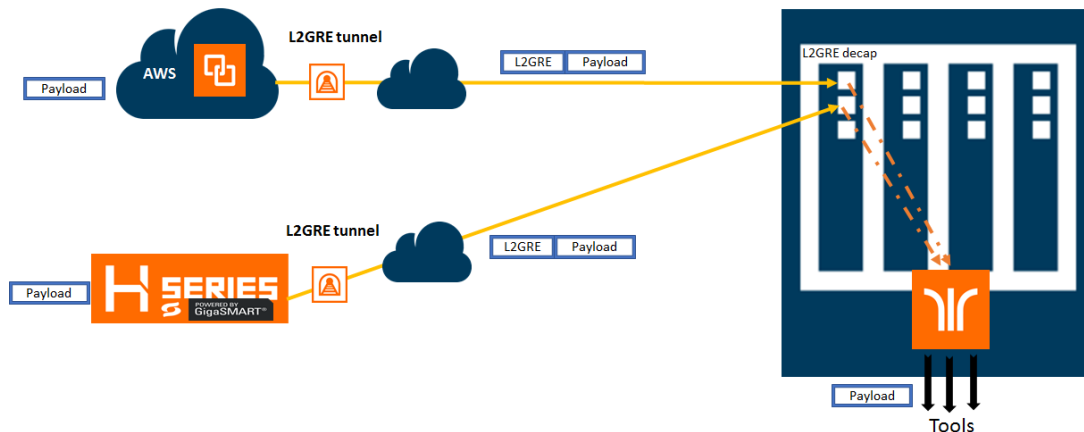 L2GRE tunnel
AWS
Payload
L2GRE Payload
L2GRE decap
L2GRE tunnel
L2GRE Payload
Payload
H SERIES
POWERED BY
GigaSMART®
Payload
Tools